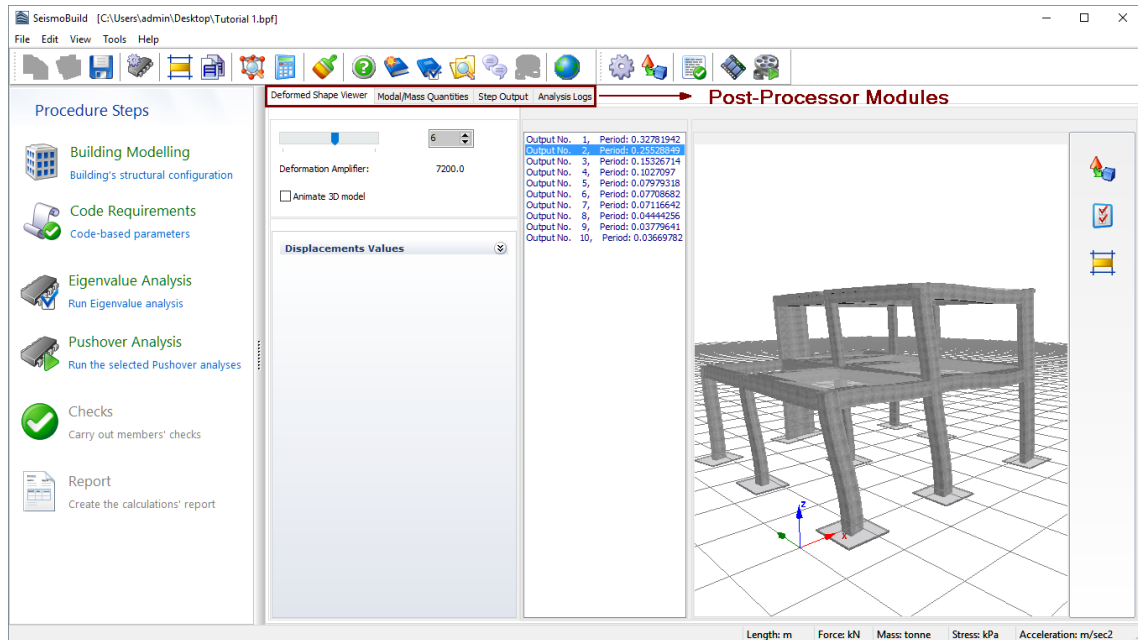 SeismoBuild [C:\Users\admin\Desktop\Tutorial 1.bpf]
File Edit View Tools Help
Deformed Shape Viewer Modal/Mass Quantities Step Output Analysis Logs
Post-Processor Modules
Procedure Steps
Building Modelling
Building's structural configuration
Code Requirements
Code-based parameters
Eigenvalue Analysis
Run Eigenvalue analysis
Pushover Analysis
Run the selected Pushover analyses
Checks
Carry out members' checks
Report
Create the calculations' report
6
Deformation Amplifier: 7200.0
Animate 3D model
Displacements Values
Output No. 1, Period: 0.32781942
Output No. 2, Period: 0.25528849
Output No. 3, Period: 0.15326714
Output No. 4, Period: 0.1027097
Output No. 5, Period: 0.07979318
Output No. 6, Period: 0.07708682
Output No. 7, Period: 0.07116642
Output No. 8, Period: 0.04444256
Output No. 9, Period: 0.03779641
Output No. 10, Period: 0.03669782
z
x
Length: m Force: kN Mass: tonne Stress: kPa Acceleration: m/sec2